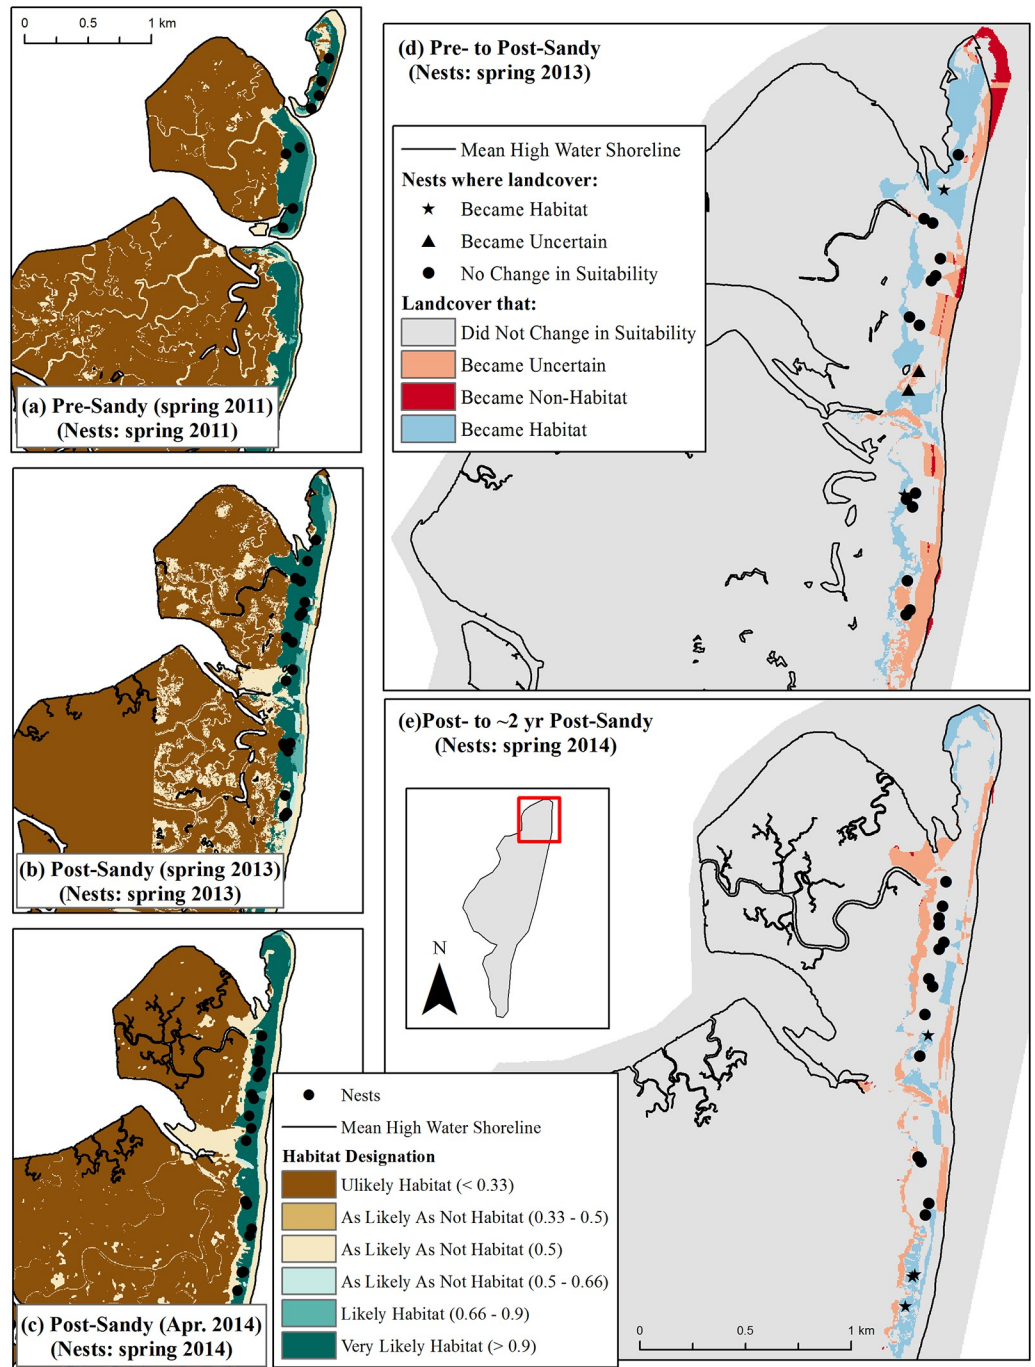 0 0.5 1 km
(a) Pre-Sandy (spring 2011)
(Nests: spring 2011)
(b) Post-Sandy (spring 2013)
(Nests: spring 2013)
(c) Post-Sandy (Apr. 2014)
(Nests: spring 2014)
Nests
Mean High Water Shoreline
Habitat Designation
Ulikely Habitat (< 0.33)
As Likely As Not Habitat (0.33 - 0.5)
As Likely As Not Habitat (0.5)
As Likely As Not Habitat (0.5 - 0.66)
Likely Habitat (0.66 - 0.9)
Very Likely Habitat (> 0.9)
(d) Pre- to Post-Sandy
(Nests: spring 2013)
Mean High Water Shoreline
Nests where landcover:
Became Habitat
Became Uncertain
No Change in Suitability
Landcover that:
Did Not Change in Suitability
Became Uncertain
Became Non-Habitat
Became Habitat
(e)Post- to ~2 yr Post-Sandy
(Nests: spring 2014)
N
0 0.5 1 km